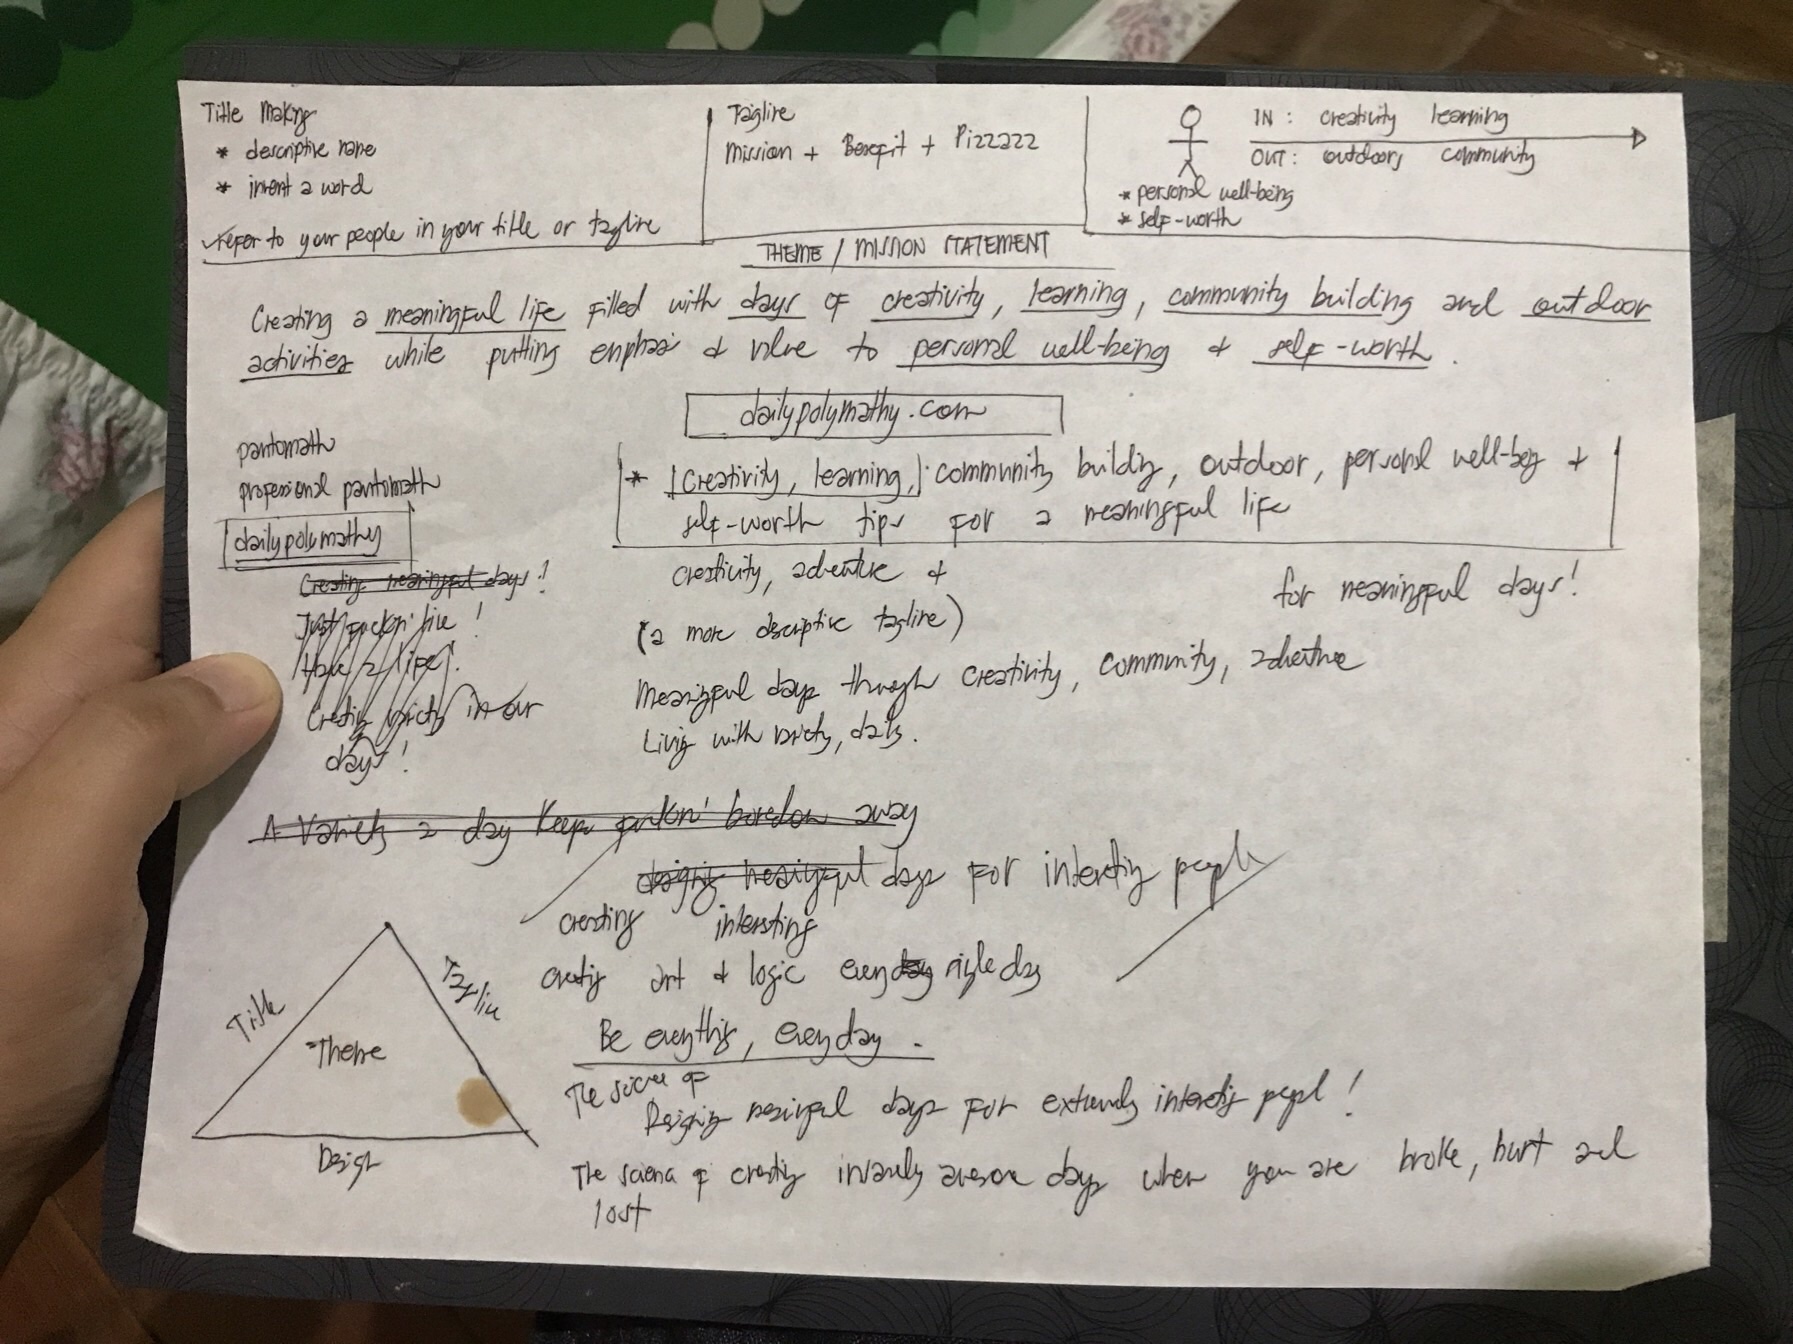 Title Making
* descriptive name
* invent a word
✓refer to your people in your title or tagline
Tagline
Mission + Benefit + Pizzazz
IN : creativity learning
OUT : outdoors community
* personal well-being
* self-worth
THEME / MISSION STATEMENT
Creating a meaningful life filled with days of creativity, learning, community building and outdoor
activities while putting emphasis & value to personal well-being & self-worth.
dailypolymathy.com
pantomath
professional pantomath
dailypolymathy
Creating meaningful days!
Just fuckin' live!
Have a life!
Creating variety in our
days!
* [Creativity, learning,] community building, outdoor, personal well-being &
self-worth tips for a meaningful life
creativity, adventure &
for meaningful days!
(a more descriptive tagline)
Meaningful days through creativity, community, adventure
Living with variety, daily.
A Variety a day keeps fuckin' boredom away
designing meaningful days for interesting people
creating interesting
creating art & logic everyday single day
Be everything, everyday.
Title
Tagline
Theme
Design
The science of
Designing meaningful days for extremely interesting people!
The science of creating insanely awesome days when you are broke, hurt and
lost